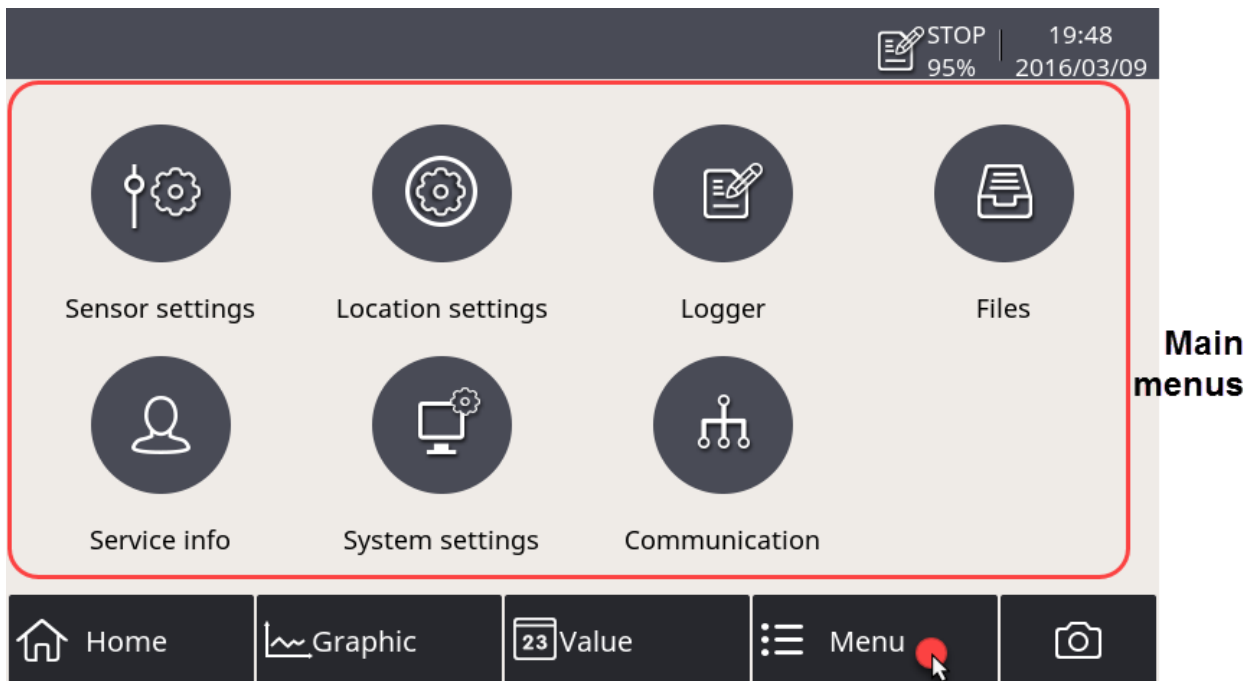 STOP
95%
19:48
2016/03/09
Sensor settings
Location settings
Logger
Files
Service info
System settings
Communication
Main
menus
Home
Graphic
23 Value
Menu